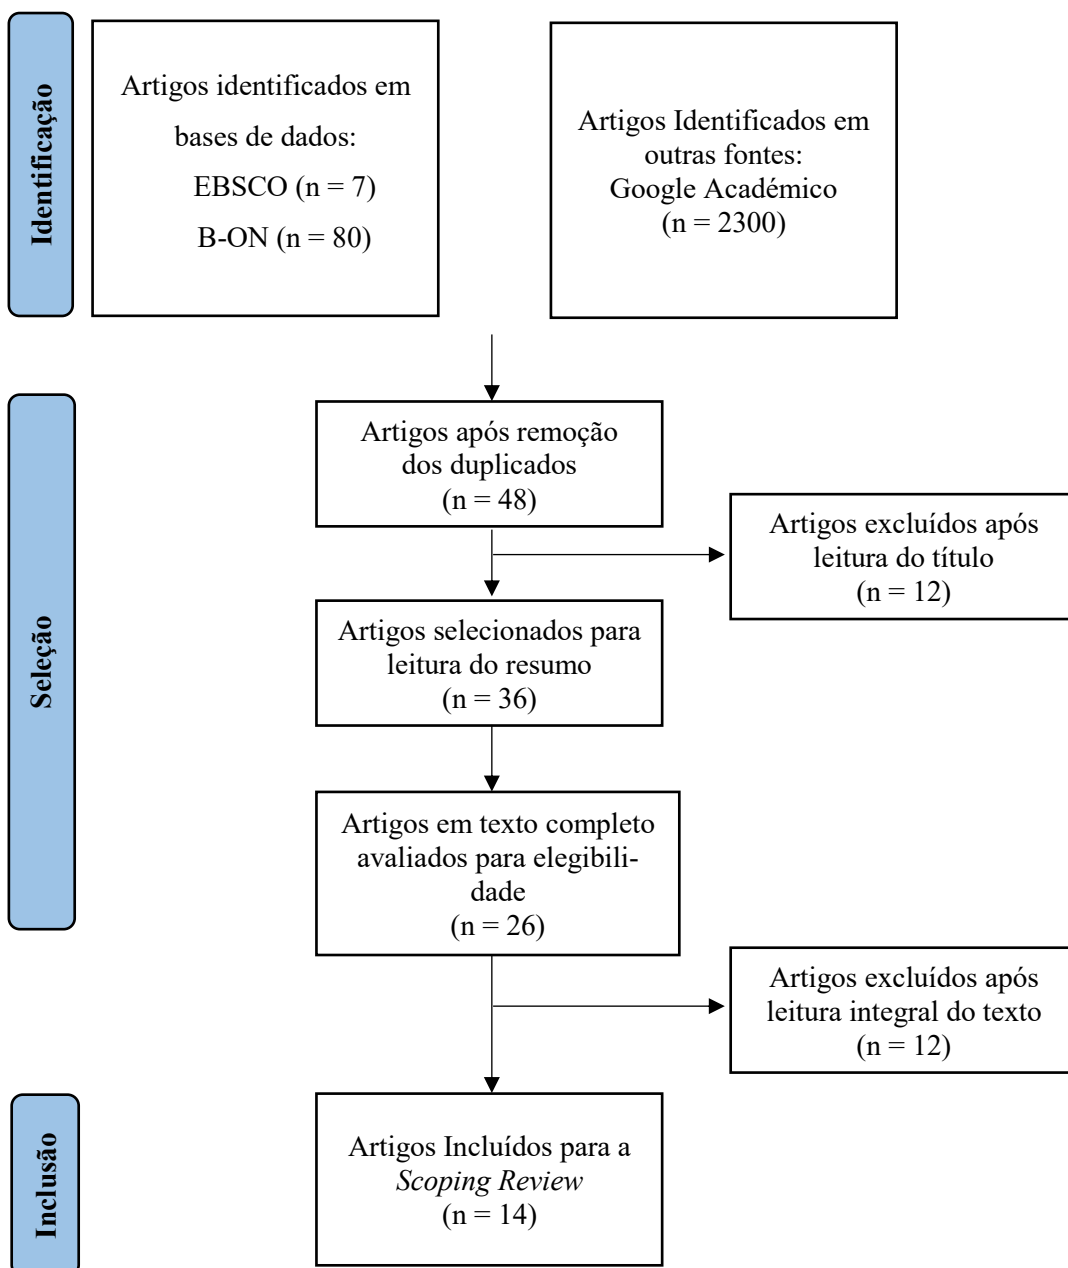 Identificação
Artigos identificados em
bases de dados:
EBSCO (n = 7)
B-ON (n = 80)
Artigos Identificados em
outras fontes:
Google Académico
(n = 2300)
Seleção
Artigos após remoção
dos duplicados
(n = 48)
Artigos excluídos após
leitura do título
(n = 12)
Artigos selecionados para
leitura do resumo
(n = 36)
Artigos em texto completo
avaliados para elegibili-
dade
(n = 26)
Artigos excluídos após
leitura integral do texto
(n = 12)
Inclusão
Artigos Incluídos para a
Scoping Review
(n = 14)